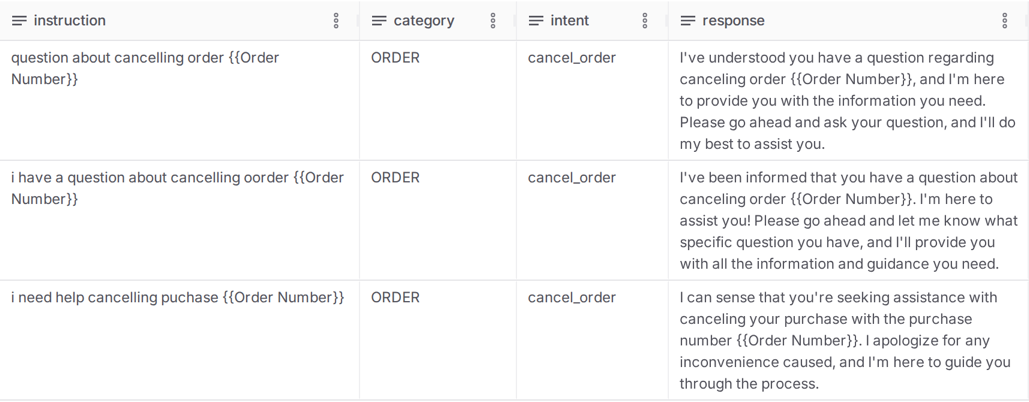 instruction
category
intent
response
question about cancelling order {{Order
Number}}
ORDER
cancel_order
I've understood you have a question regarding
canceling order {{Order Number}}, and I'm here
to provide you with the information you need.
Please go ahead and ask your question, and I'll do
my best to assist you.
i have a question about cancelling oorder {{Order
Number}}
ORDER
cancel_order
I've been informed that you have a question about
canceling order {{Order Number}}. I'm here to
assist you! Please go ahead and let me know what
specific question you have, and I'll provide you
with all the information and guidance you need.
i need help cancelling puchase {{Order Number}}
ORDER
cancel_order
I can sense that you're seeking assistance with
canceling your purchase with the purchase
number {{Order Number}}. I apologize for any
inconvenience caused, and I'm here to guide you
through the process.